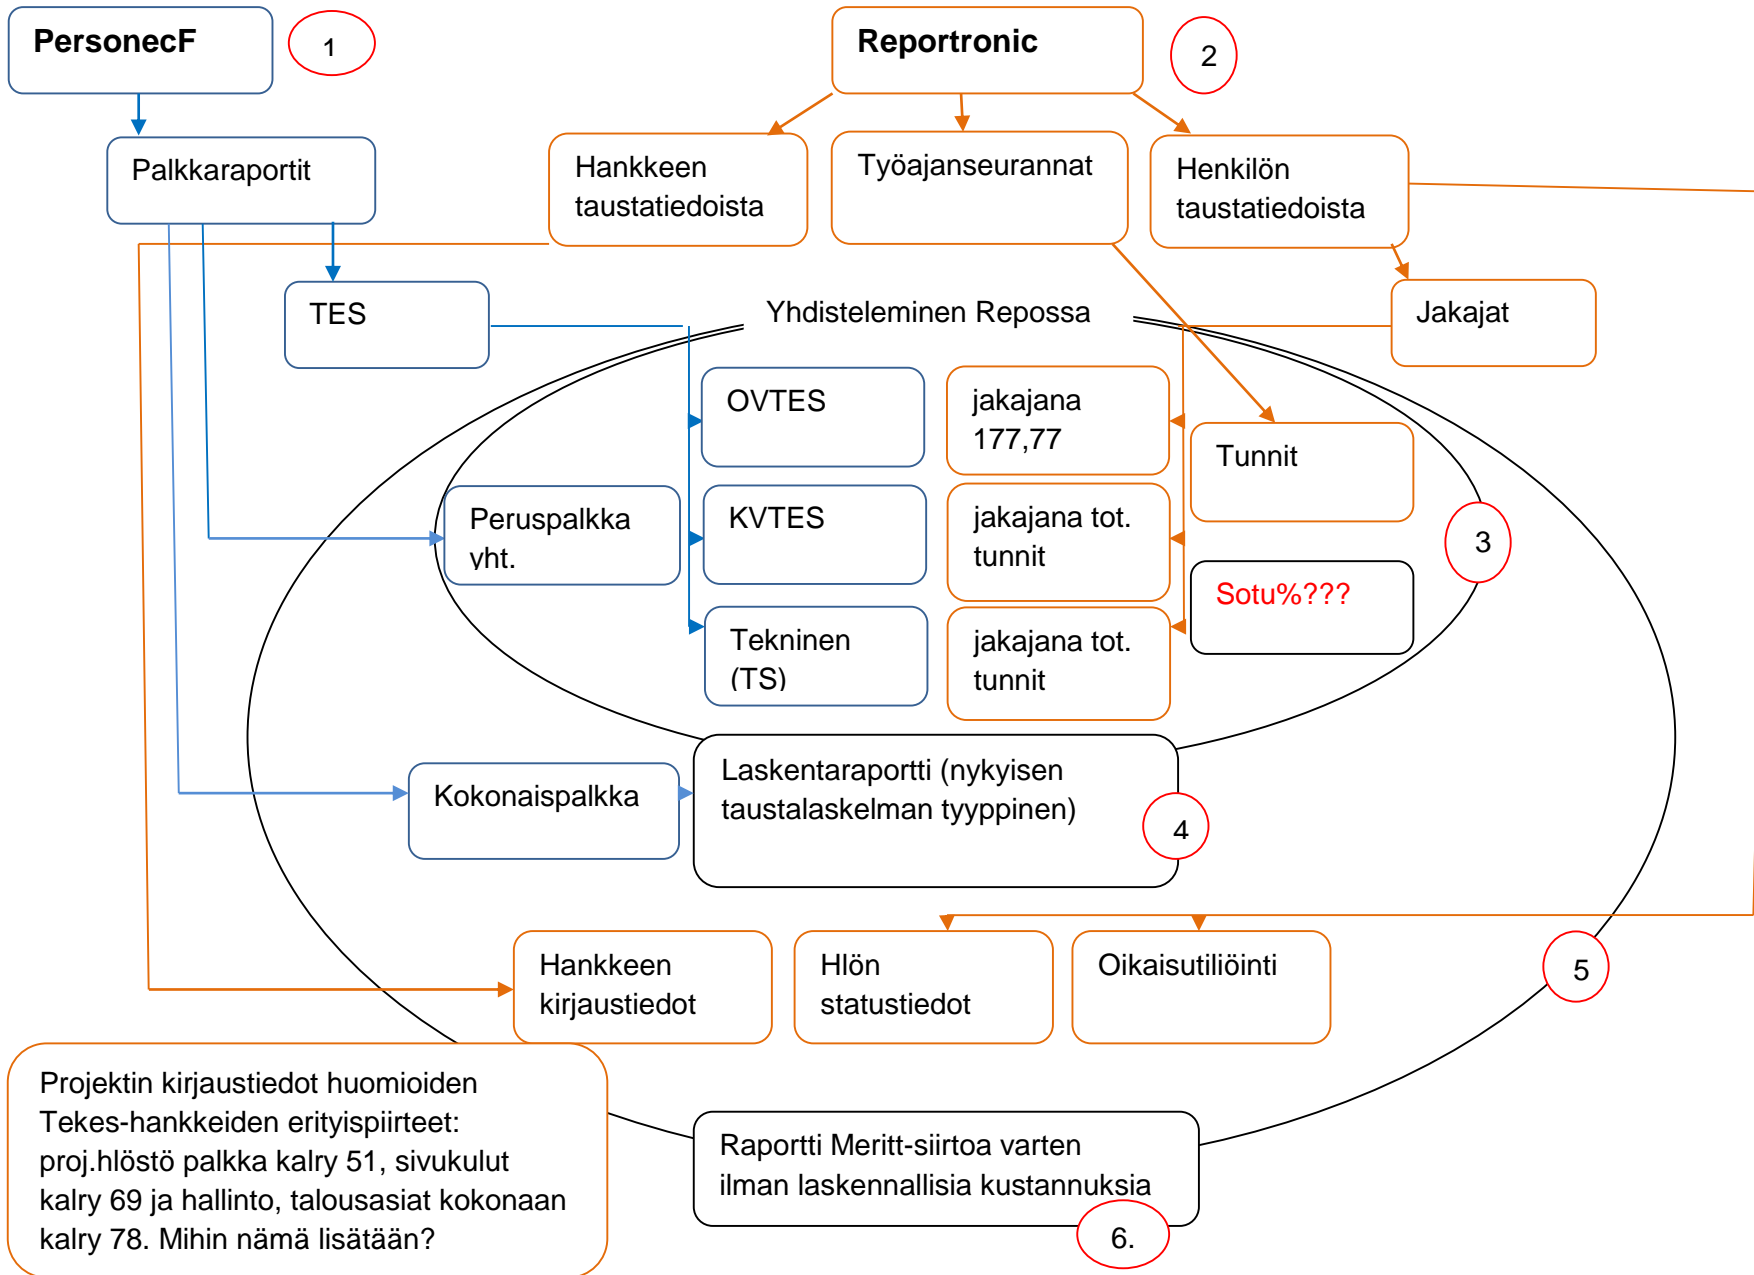 PersonecF
1
Reportronic
2
Palkkaraportit
Hankkeen
taustatiedoista
Työajanseurannat
Henkilön
taustatiedoista
TES
Yhdisteleminen Repossa
Jakajat
OVTES
jakajana
177,77
Tunnit
Peruspalkka
yht.
KVTES
jakajana tot.
tunnit
3
Sotu%???
Tekninen
(TS)
jakajana tot.
tunnit
Kokonaispalkka
Laskentaraportti (nykyisen
taustalaskelman tyyppinen)
4
Hankkeen
kirjaustiedot
Hlön
statustiedot
Oikaisutiliöinti
5
Projektin kirjaustiedot huomioiden
Tekes-hankkeiden erityispiirteet:
proj.hlöstö palkka kalry 51, sivukulut
kalry 69 ja hallinto, talousasiat kokonaan
kalry 78. Mihin nämä lisätään?
Raportti Meritt-siirtoa varten
ilman laskennallisia kustannuksia
6.